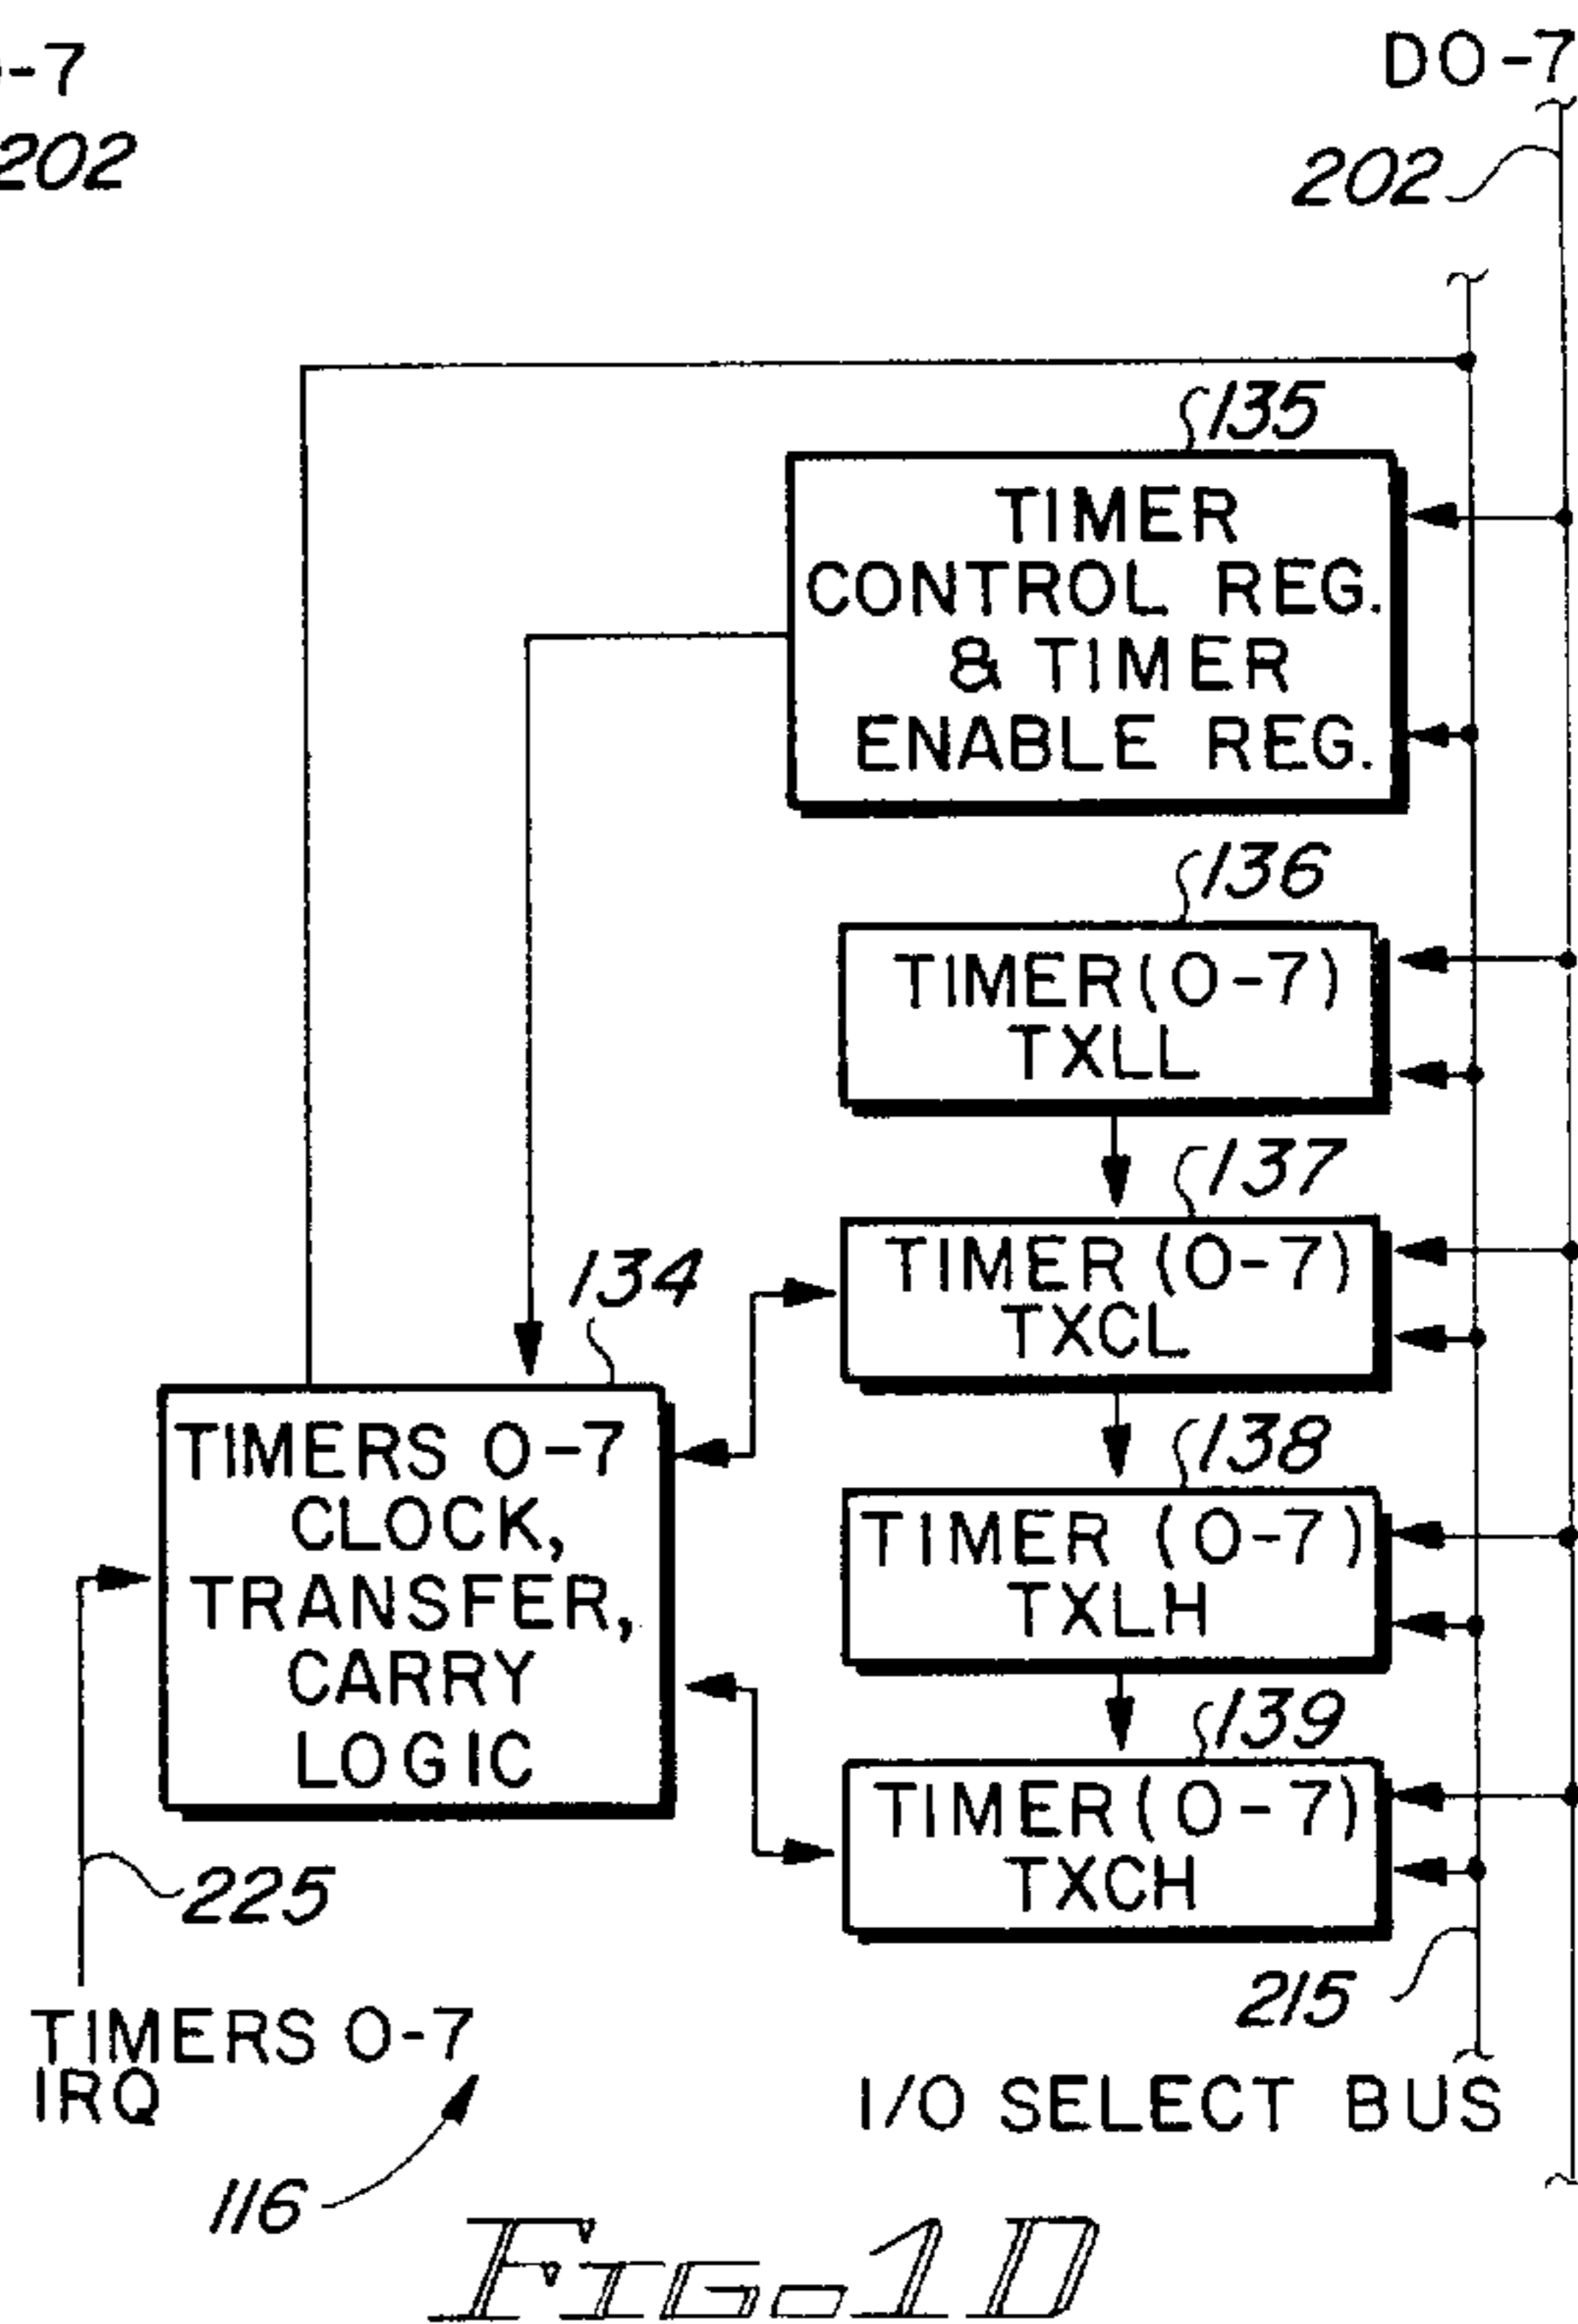 -7
202
DO-7
202
135
TIMER
CONTROL REG.
& TIMER
ENABLE REG.
136
TIMER (0-7)
TXLL
137
TIMER (0-7)
TXCL
134
TIMERS 0-7
CLOCK,
TRANSFER,
CARRY
LOGIC
138
TIMER (0-7)
TXLH
139
TIMER (0-7)
TXCH
225
215
TIMERS 0-7
IRQ
I/O SELECT BUS
116
FIG. 1D